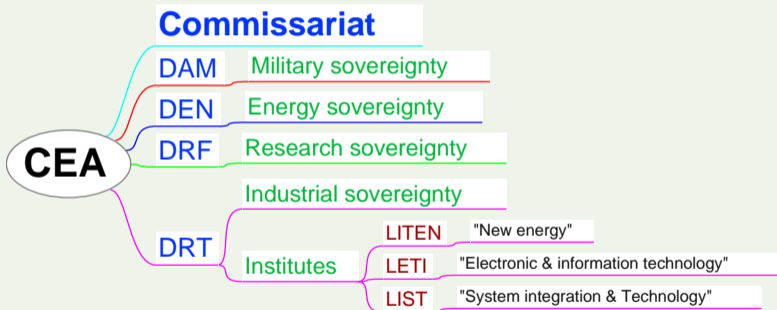 Commissariat
DAM Military sovereignty
DEN Energy sovereignty
CEA
DRF Research sovereignty
Industrial sovereignty
DRT
LITEN "New energy"
Institutes
LETI "Electronic & information technology"
LIST "System integration & Technology"